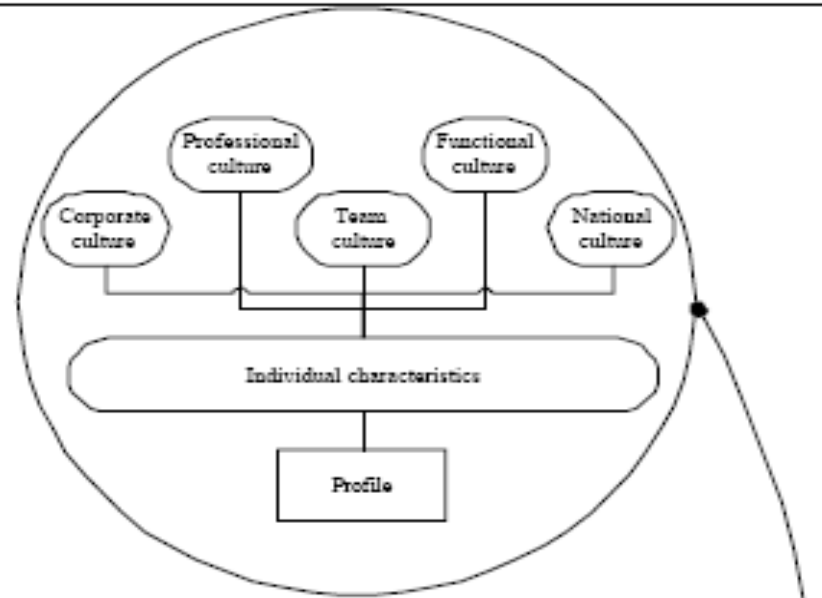 Professional
culture
Functional
culture
Corporate
culture
Team
culture
National
culture
Individual characteristics
Profile